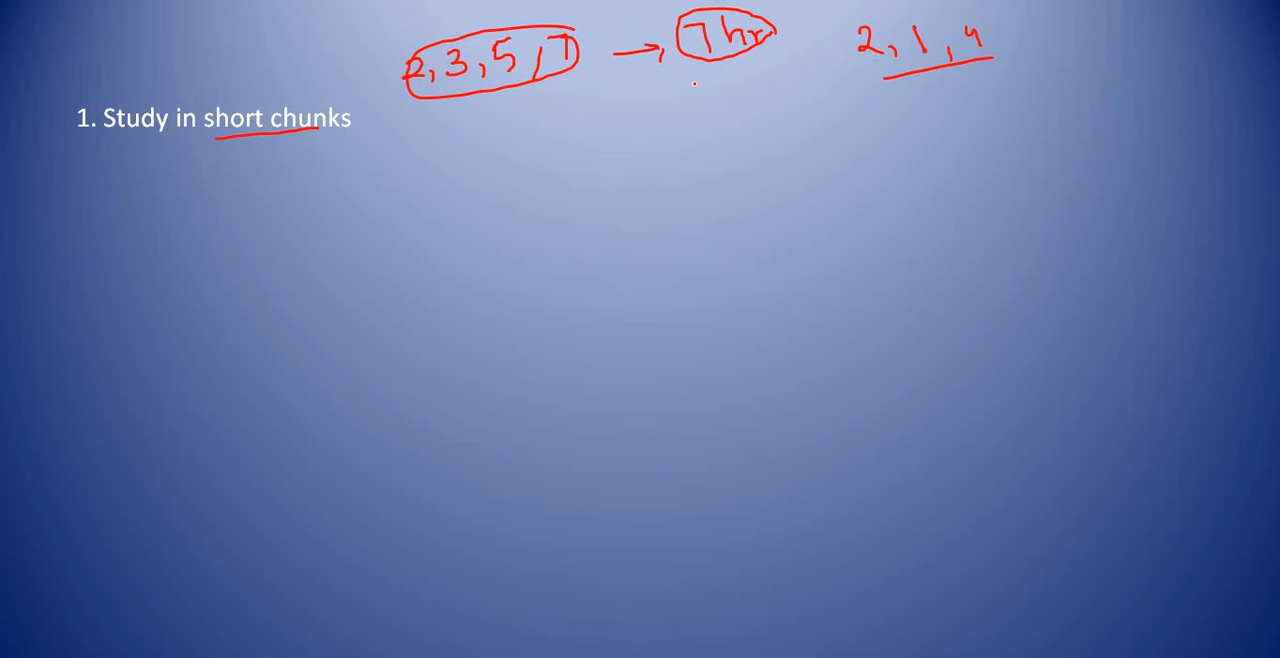 2, 3, 5, 7 → 7 hr 2, 1, 4
1. Study in short chunks